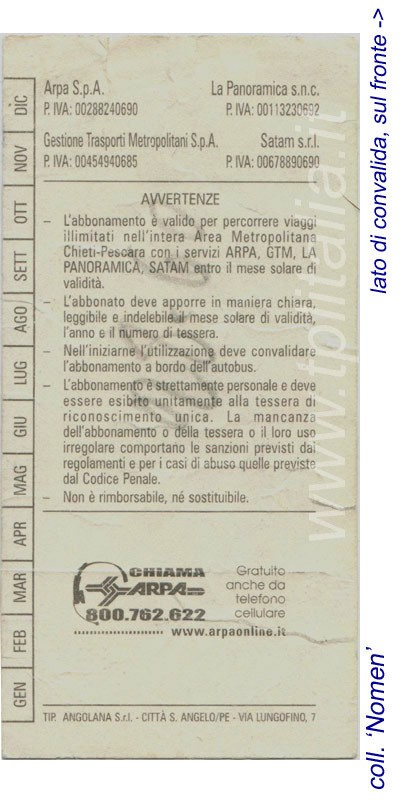 Arpa S.p.A.
P. IVA: 00288240690
La Panoramica s.n.c.
P. IVA: 00113230692
Gestione Trasporti Metropolitani S.p.A.
P. IVA: 00454940685
Satam s.r.l.
P. IVA: 00678890690
AVVERTENZE
– L'abbonamento è valido per percorrere viaggi
illimitati nell'intera Area Metropolitana
Chieti-Pescara con i servizi ARPA, GTM, LA
PANORAMICA, SATAM entro il mese solare di
validità.
– L'abbonato deve apporre in maniera chiara,
leggibile e indelebile il mese solare di validità,
l'anno e il numero di tessera.
– Nell'iniziarne l'utilizzazione deve convalidare
l'abbonamento a bordo dell'autobus.
– L'abbonamento è strettamente personale e deve
essere esibito unitamente alla tessera di
riconoscimento unica. La mancanza
dell'abbonamento o della tessera o il loro uso
irregolare comportano le sanzioni previsti dai
regolamenti e per i casi di abuso quelle previste
dal Codice Penale.
– Non è rimborsabile, né sostituibile.
CHIAMA
ARPA
800.762.622
Gratuito
anche da
telefono
cellulare
www.arpaonline.it
TIP. ANGOLANA S.r.l. - CITTÀ S. ANGELO/PE - VIA LUNGOFINO, 7
GEN
FEB
MAR
APR
MAG
GIU
LUG
AGO
SETT
OTT
NOV
DIC
www.tplitalia.it
coll. 'Nomen'
lato di convalida, sul fronte ->